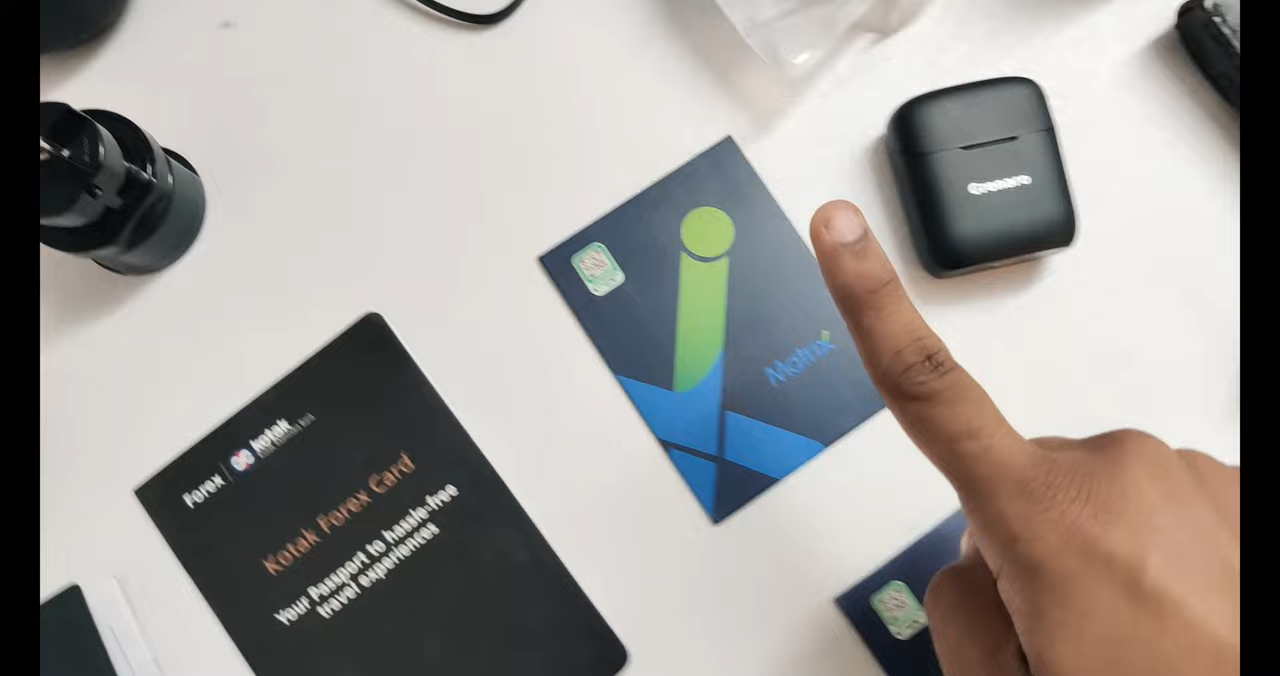 Forex | kotak
Kotak Forex Card
Your Passport to hassle-free
travel experiences
Matrix